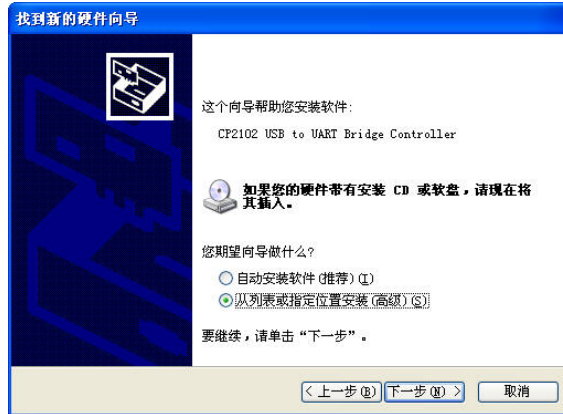 找到新的硬件向导
这个向导帮助您安装软件:
CP2102 USB to UART Bridge Controller
如果您的硬件带有安装 CD 或软盘，请现在将
其插入。
您期望向导做什么?
自动安装软件(推荐)(I)
从列表或指定位置安装(高级)(S)
要继续，请单击“下一步”。
< 上一步(B) 下一步(N) > 取消